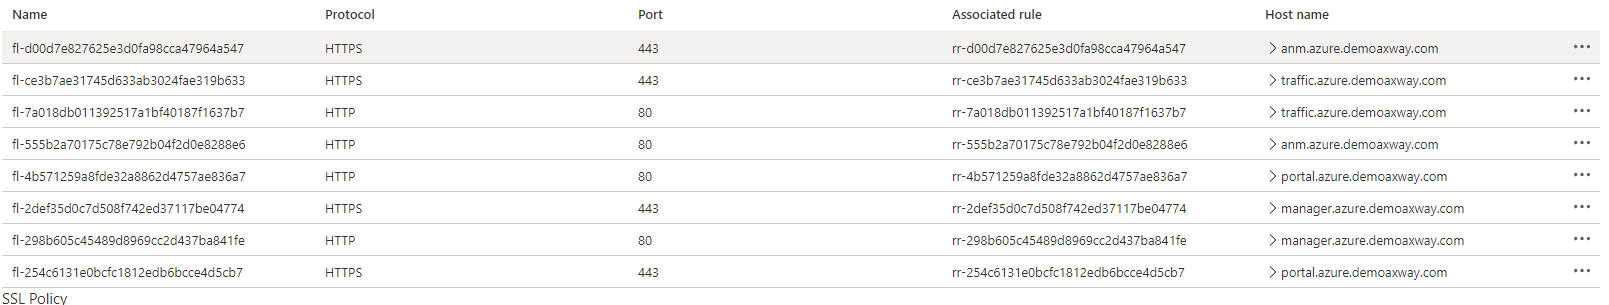 Name Protocol Port Associated rule Host name
fl-d00d7e827625e3d0fa98cca47964a547 HTTPS 443 rr-d00d7e827625e3d0fa98cca47964a547 anm.azure.demoaxway.com
fl-ce3b7ae31745d633ab3024fae319b633 HTTPS 443 rr-ce3b7ae31745d633ab3024fae319b633 traffic.azure.demoaxway.com
fl-7a018db011392517a1bf40187f1637b7 HTTP 80 rr-7a018db011392517a1bf40187f1637b7 traffic.azure.demoaxway.com
fl-555b2a70175c78e792b04f2d0e8288e6 HTTP 80 rr-555b2a70175c78e792b04f2d0e8288e6 anm.azure.demoaxway.com
fl-4b571259a8fde32a8862d4757ae836a7 HTTP 80 rr-4b571259a8fde32a8862d4757ae836a7 portal.azure.demoaxway.com
fl-2def35d0c7d508f742ed37117be04774 HTTPS 443 rr-2def35d0c7d508f742ed37117be04774 manager.azure.demoaxway.com
fl-298b605c45489d8969cc2d437ba841fe HTTP 80 rr-298b605c45489d8969cc2d437ba841fe manager.azure.demoaxway.com
fl-254c6131e0bcfc1812edb6bcce4d5cb7 HTTPS 443 rr-254c6131e0bcfc1812edb6bcce4d5cb7 portal.azure.demoaxway.com
SSL Policy